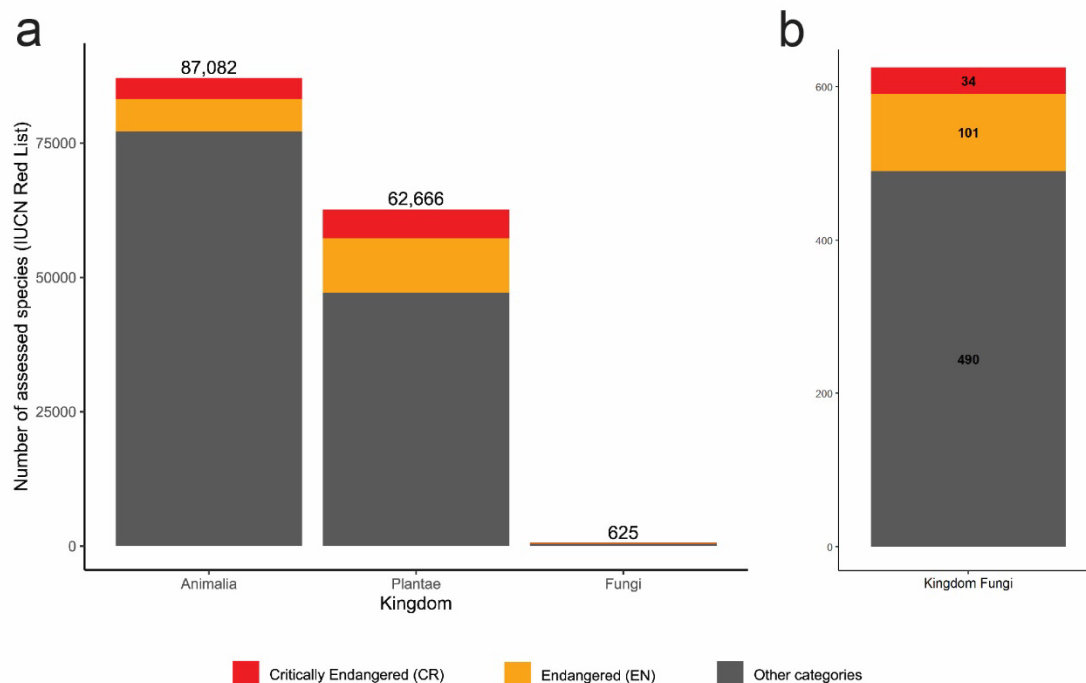 a
Number of assessed species (IUCN Red List)
75000
50000
25000
0
87,082
62,666
625
Animalia
Plantae
Fungi
Kingdom
b
600
400
200
0
34
101
490
Kingdom Fungi
Critically Endangered (CR)
Endangered (EN)
Other categories